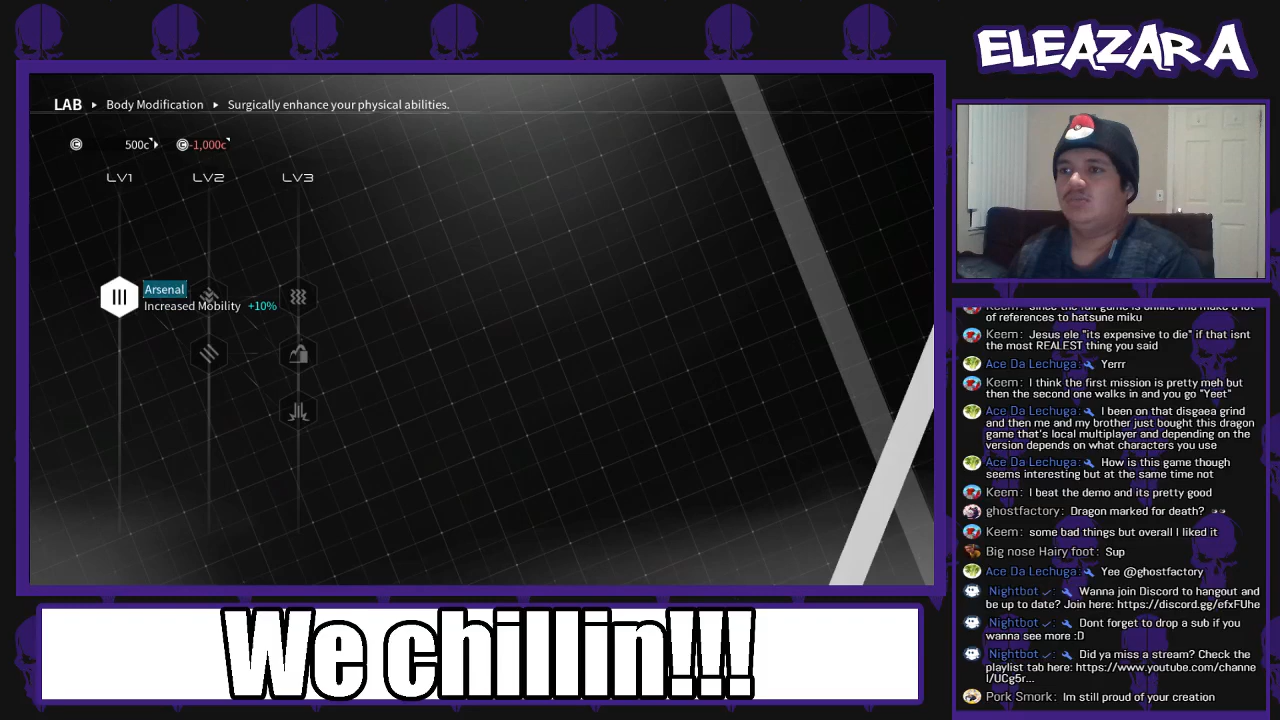 ELEAZAR A
LAB ▸ Body Modification ▸ Surgically enhance your physical abilities.
500c -1,000c
LV1 LV2 LV3
Arsenal
Increased Mobility +10%
of references to hatsune miku
Keem: Jesus ele "its expensive to die" if that isnt
the most REALEST thing you said
Ace Da Lechuga: Yerrr
Keem: I think the first mission is pretty meh but
then the second one walks in and you go "Yeet"
Ace Da Lechuga: I been on that disgaea grind
and then me and my brother just bought this dragon
game that's local multiplayer and depending on the
version depends on what characters you use
Ace Da Lechuga: How is this game though
seems interesting but at the same time not
Keem: I beat the demo and its pretty good
ghostfactory: Dragon marked for death?
Keem: some bad things but overall I liked it
Big nose Hairy foot: Sup
Ace Da Lechuga: Yee @ghostfactory
Nightbot: Wanna join Discord to hangout and
be up to date? Join here: https://discord.gg/efxFUhe
Nightbot: Dont forget to drop a sub if you
wanna see more :D
Nightbot: Did ya miss a stream? Check the
playlist tab here: https://www.youtube.com/channe
l/UCg5r...
Pork Smork: Im still proud of your creation
We chillin!!!